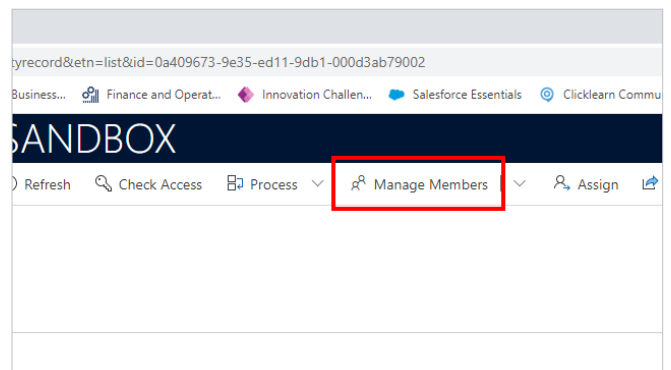 tyrecord&etn=list&id=0a409673-9e35-ed11-9db1-000d3ab79002
Business... Finance and Operat... Innovation Challen... Salesforce Essentials Clicklearn Commu
SANDBOX
Refresh Check Access Process Manage Members Assign